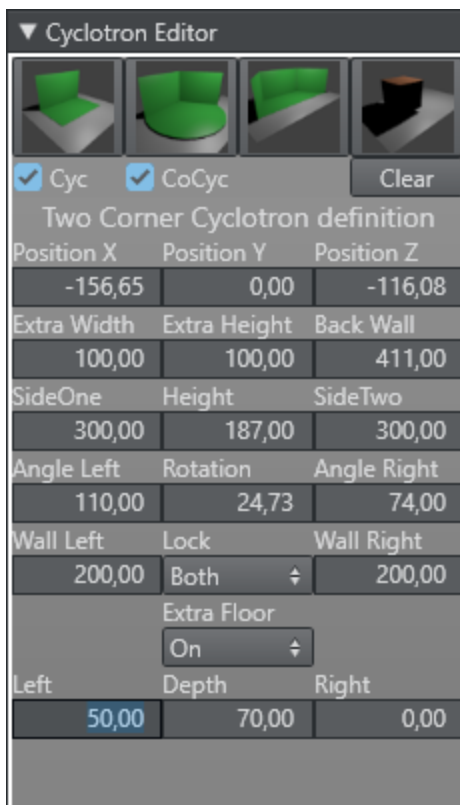 ▼ Cyclotron Editor
Cyc CoCyc Clear
Two Corner Cyclotron definition
Position X Position Y Position Z
-156,65 0,00 -116,08
Extra Width Extra Height Back Wall
100,00 100,00 411,00
SideOne Height SideTwo
300,00 187,00 300,00
Angle Left Rotation Angle Right
110,00 24,73 74,00
Wall Left Lock Wall Right
200,00 Both 200,00
Extra Floor
On
Left Depth Right
50,00 70,00 0,00